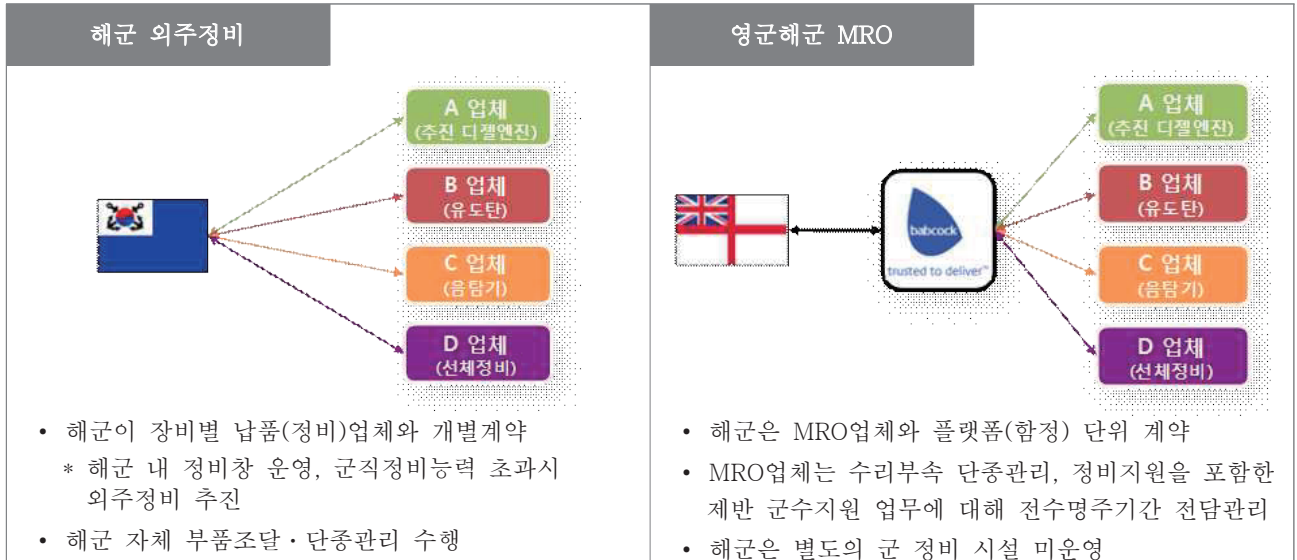 해군 외주정비
A 업체
(추진 디젤엔진)
B 업체
(유도탄)
C 업체
(음탐기)
D 업체
(선체정비)
• 해군이 장비별 납품(정비)업체와 개별계약
* 해군 내 정비창 운영, 군직정비능력 초과시
외주정비 추진
• 해군 자체 부품조달·단종관리 수행
영군해군 MRO
babcock
trusted to deliver™
A 업체
(추진 디젤엔진)
B 업체
(유도탄)
C 업체
(음탐기)
D 업체
(선체정비)
• 해군은 MRO업체와 플랫폼(함정) 단위 계약
• MRO업체는 수리부속 단종관리, 정비지원을 포함한
제반 군수지원 업무에 대해 전수명주기간 전담관리
• 해군은 별도의 군 정비 시설 미운영